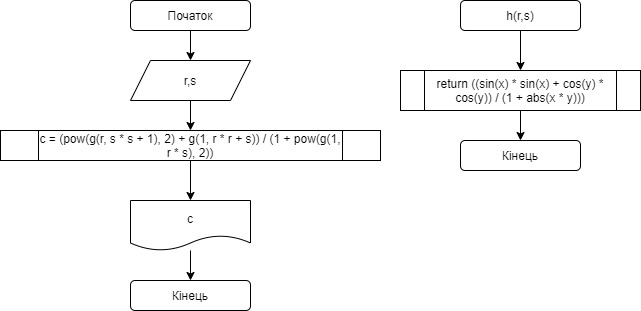 Початок
r,s
c = (pow(g(r, s * s + 1), 2) + g(1, r * r + s)) / (1 + pow(g(1,
r * s), 2))
c
Кінець
h(r,s)
return ((sin(x) * sin(x) + cos(y) *
cos(y)) / (1 + abs(x * y)))
Кінець